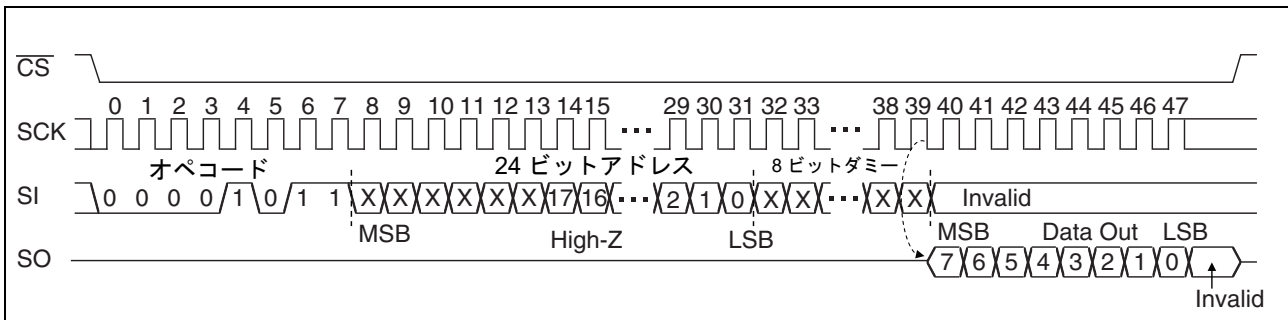 CS
0 1 2 3 4 5 6 7 8 9 10 11 12 13 14 15 29 30 31 32 33 38 39 40 41 42 43 44 45 46 47
SCK
オペコード 24 ビットアドレス 8 ビットダミー
SI 0 0 0 0 1 0 1 1 X X X X X X 17 16 2 1 0 X X X X Invalid
MSB High-Z LSB MSB Data Out LSB
SO 7 6 5 4 3 2 1 0
Invalid